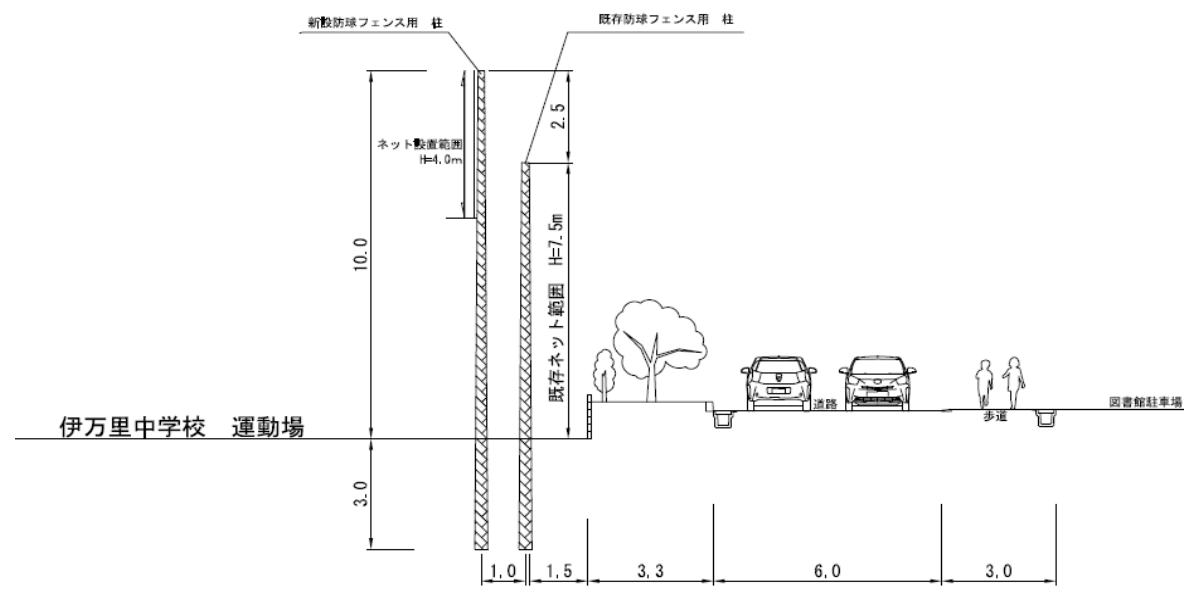 新設防球フェンス用 柱
既存防球フェンス用 柱
2.5
ネット設置範囲
H=4.0m
10.0
既存ネット範囲 H=7.5m
伊万里中学校 運動場
道路
歩道
図書館駐車場
3.0
1,0
1,5
3,3
6,0
3,0